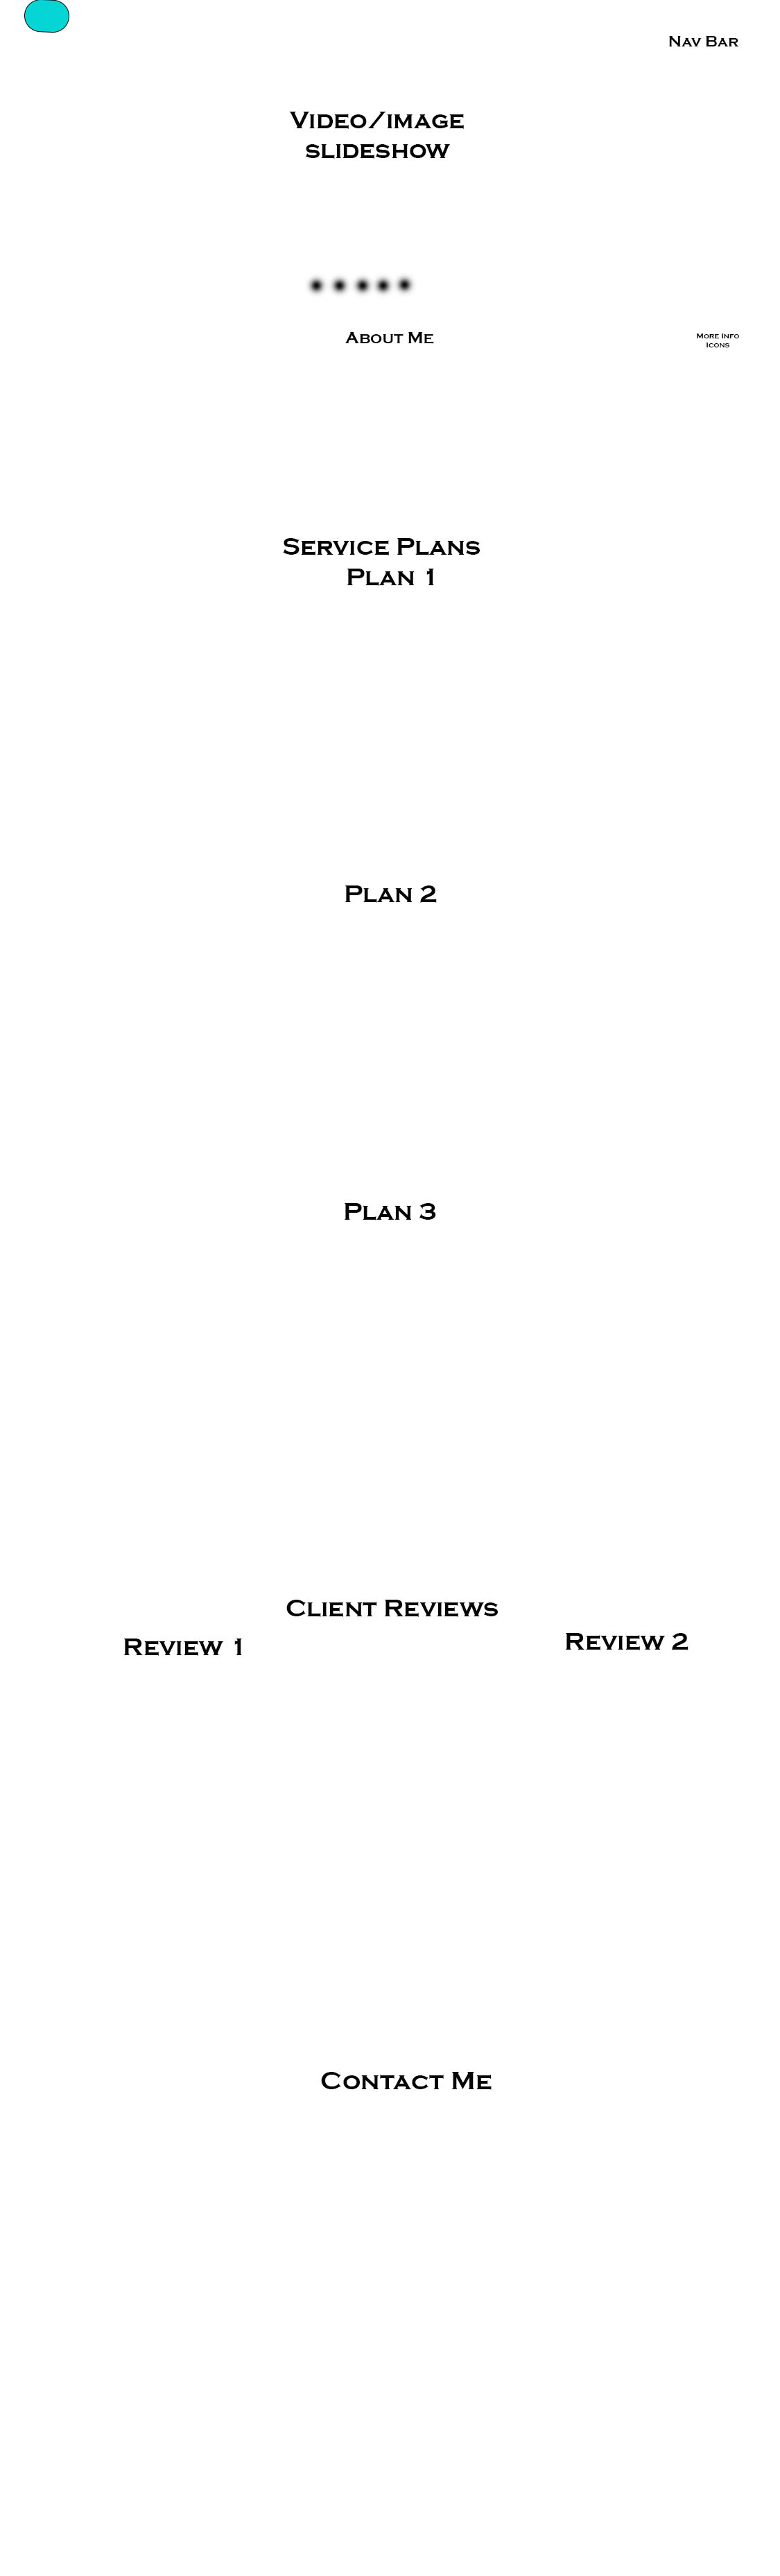 Nav Bar
Video/image
slideshow
About Me
More Info
Icons
Service Plans
Plan 1
Plan 2
Plan 3
Client Reviews
Review 1
Review 2
Contact Me